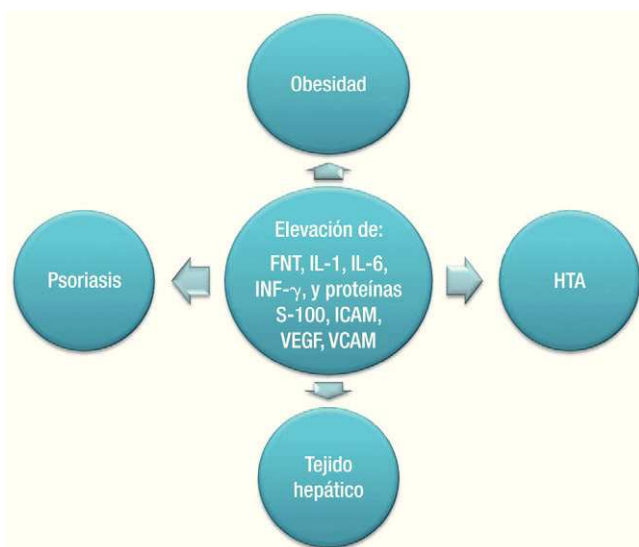 Obesidad
Elevación de:
FNT, IL-1, IL-6,
INF-γ, y proteínas
S-100, ICAM,
VEGF, VCAM
Psoriasis
HTA
Tejido
hepático